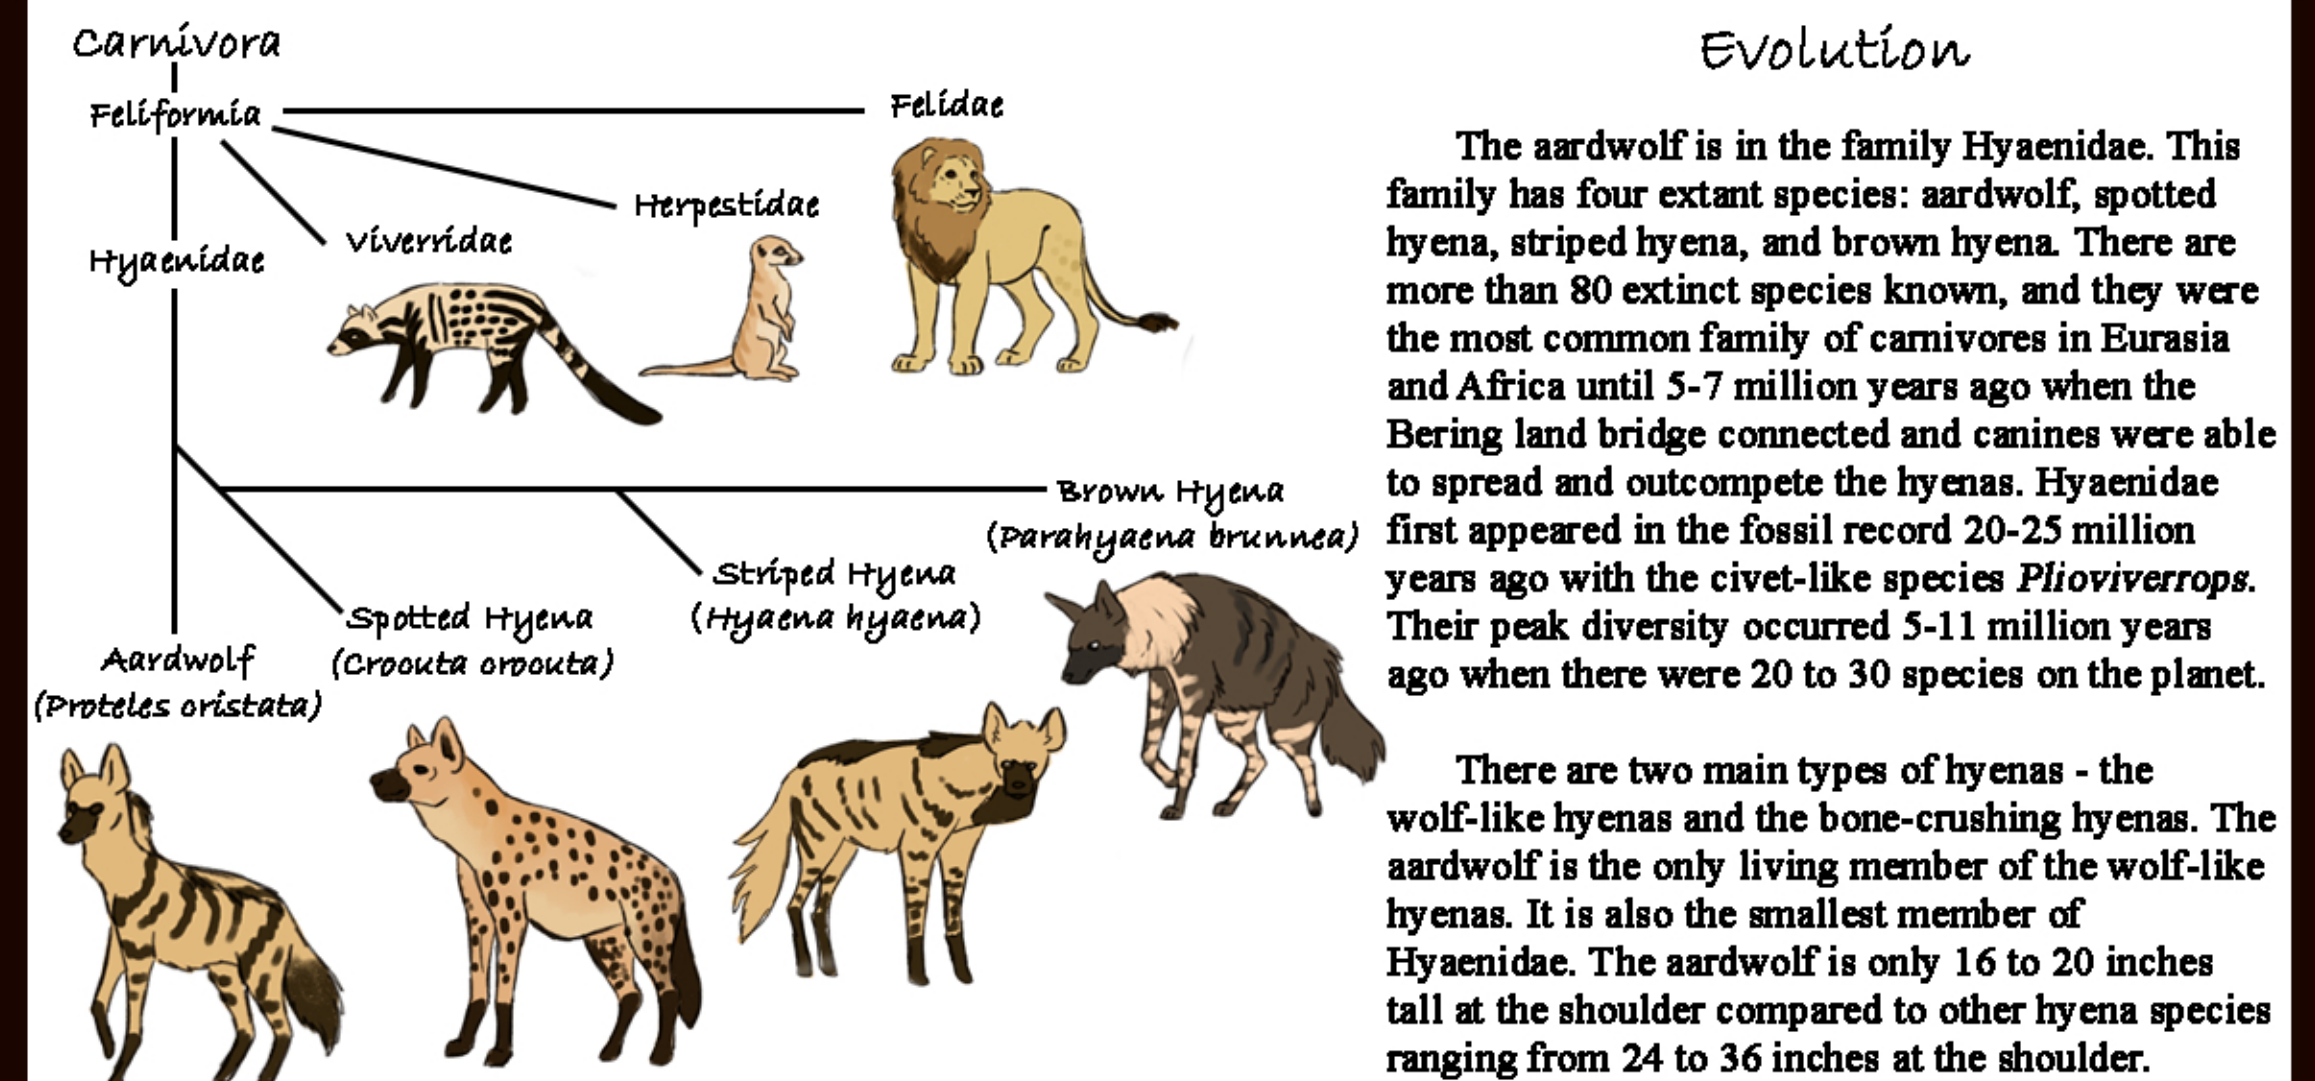 Carnivora
Feliformia
Felidae
Herpestidae
Viverridae
Hyaenidae
Brown Hyena
(Parahyaena brunnea)
Striped Hyena
(Hyaena hyaena)
Spotted Hyena
(Crocuta crocuta)
Aardwolf
(Proteles cristata)
Evolution
The aardwolf is in the family Hyaenidae. This
family has four extant species: aardwolf, spotted
hyena, striped hyena, and brown hyena. There are
more than 80 extinct species known, and they were
the most common family of carnivores in Eurasia
and Africa until 5-7 million years ago when the
Bering land bridge connected and canines were able
to spread and outcompete the hyenas. Hyaenidae
first appeared in the fossil record 20-25 million
years ago with the civet-like species Plioviverrops.
Their peak diversity occurred 5-11 million years
ago when there were 20 to 30 species on the planet.
There are two main types of hyenas - the
wolf-like hyenas and the bone-crushing hyenas. The
aardwolf is the only living member of the wolf-like
hyenas. It is also the smallest member of
Hyaenidae. The aardwolf is only 16 to 20 inches
tall at the shoulder compared to other hyena species
ranging from 24 to 36 inches at the shoulder.